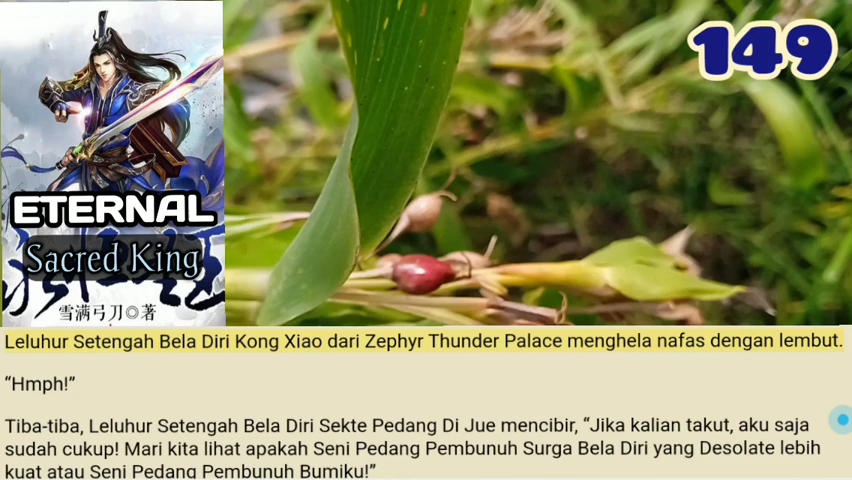 149
ETERNAL
Sacred King
雪满弓刀◎著
Leluhur Setengah Bela Diri Kong Xiao dari Zephyr Thunder Palace menghela nafas dengan lembut.
“Hmph!”
Tiba-tiba, Leluhur Setengah Bela Diri Sekte Pedang Di Jue mencibir, “Jika kalian takut, aku saja
sudah cukup! Mari kita lihat apakah Seni Pedang Pembunuh Surga Bela Diri yang Desolate lebih
kuat atau Seni Pedang Pembunuh Bumiku!”